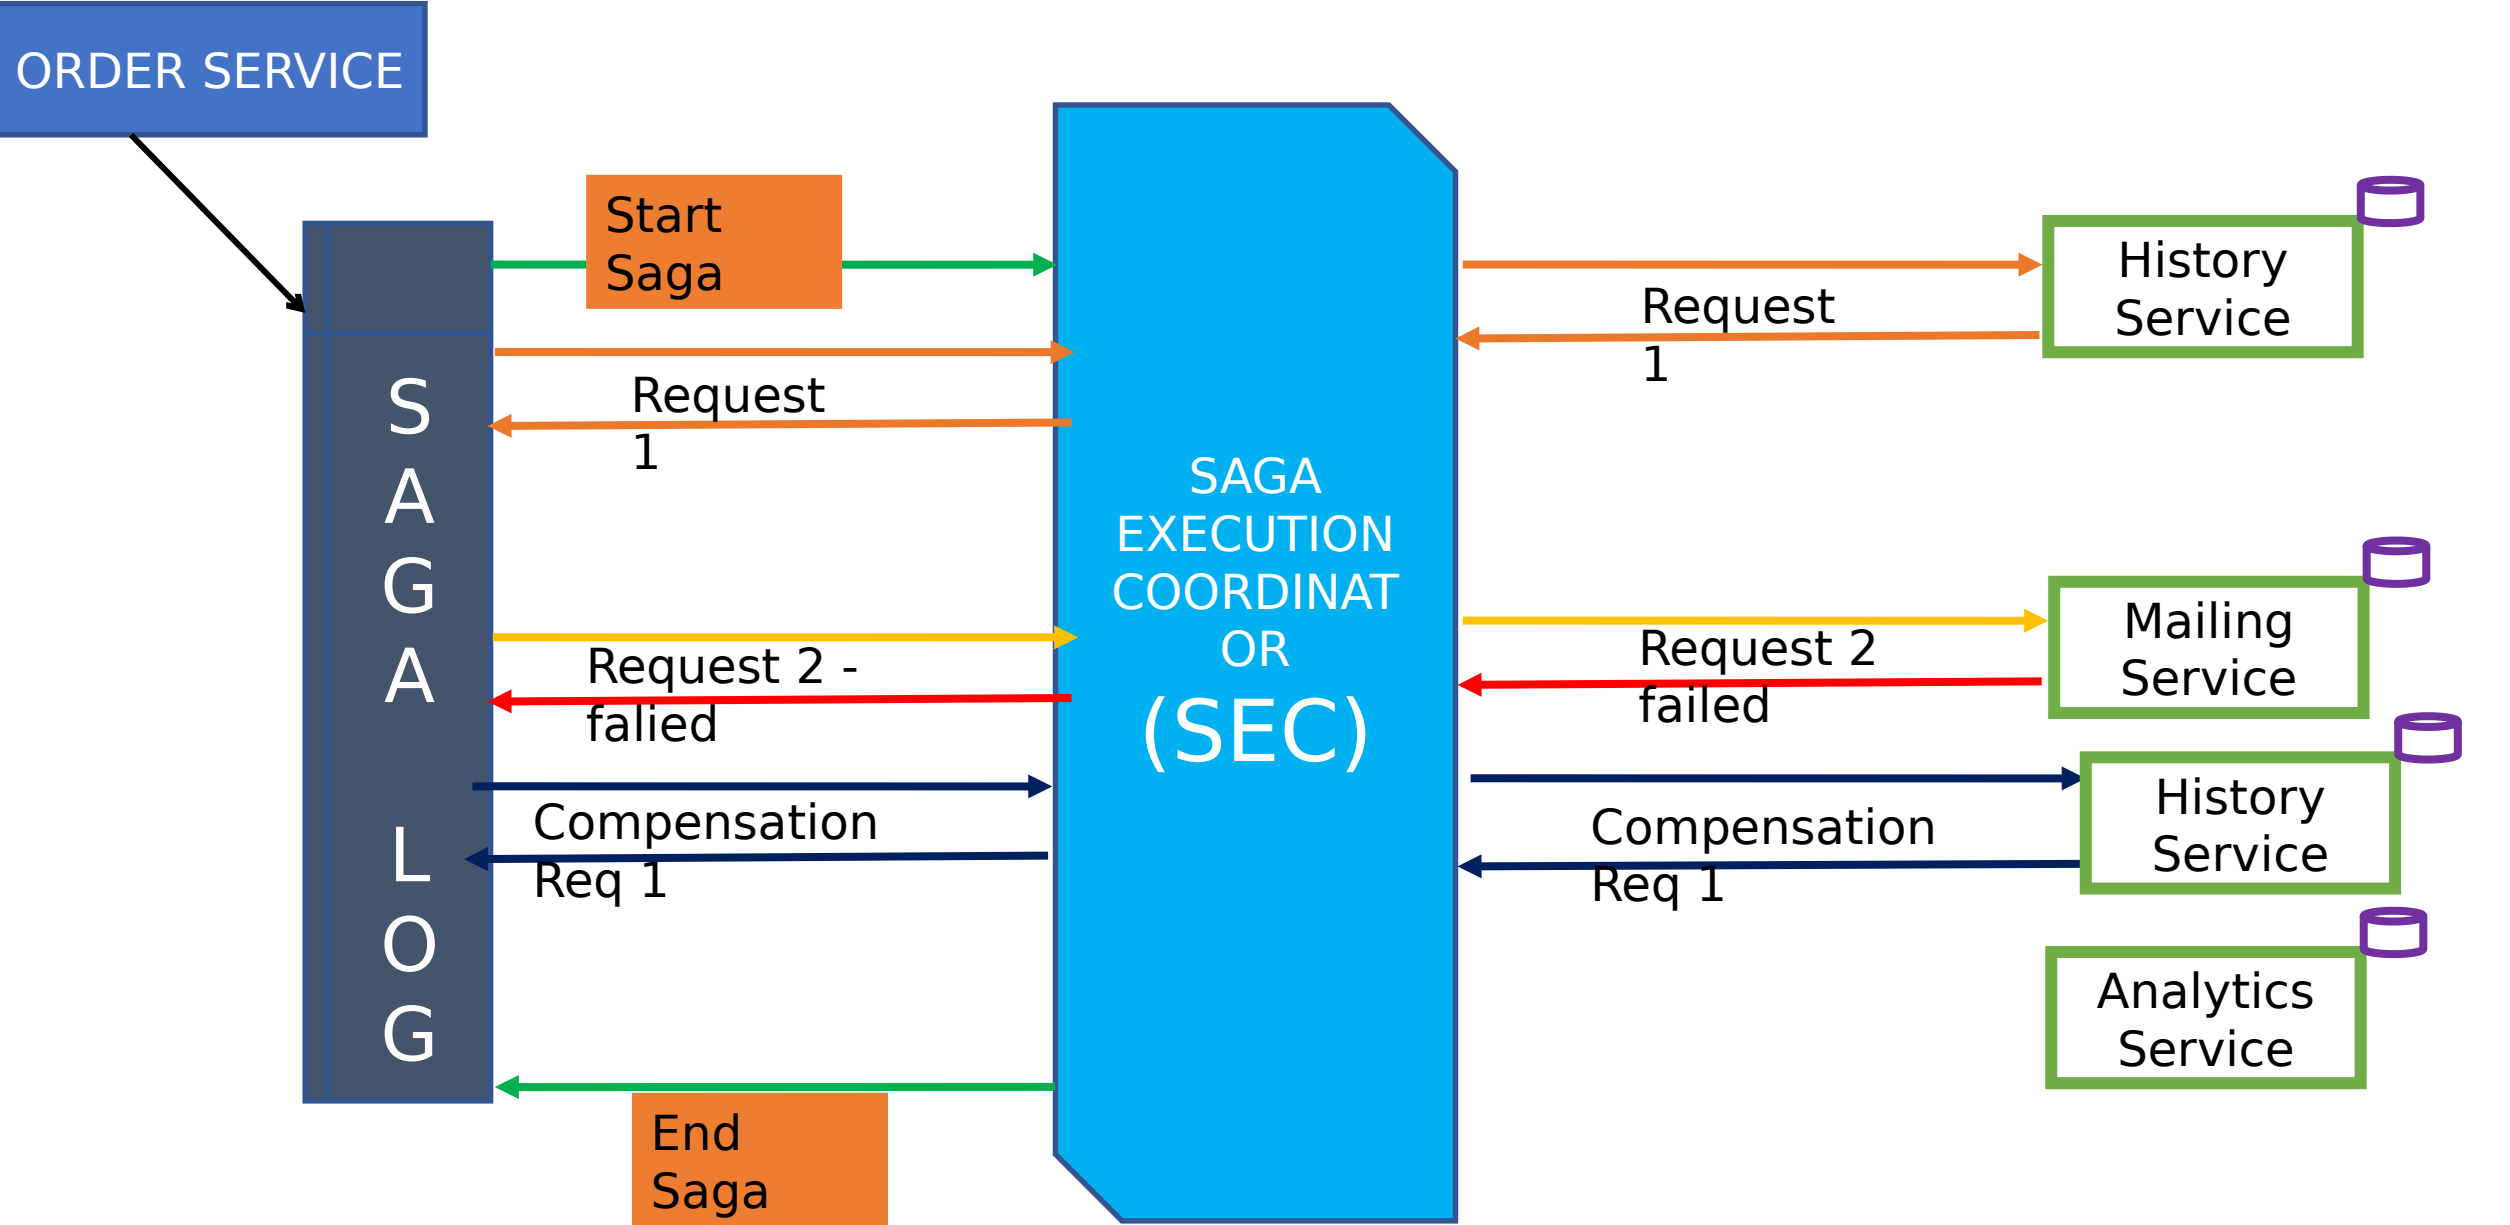 ORDER SERVICE
Start
Saga
History
Service
Request
1
Request
1
S
A
G
A
L
O
G
SAGA
EXECUTION
COORDINAT
OR
(SEC)
Mailing
Service
Request 2 -
falied
Request 2
failed
History
Service
Compensation
Req 1
Compensation
Req 1
Analytics
Service
End
Saga